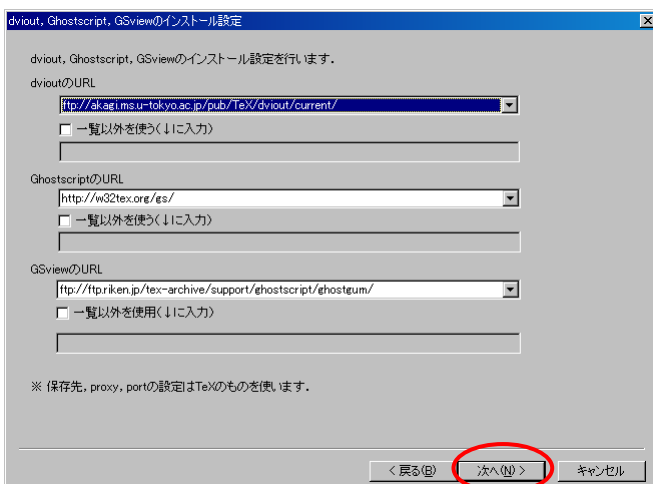 dviout, Ghostscript, GSviewのインストール設定
dviout, Ghostscript, GSviewのインストール設定を行います．
dvioutのURL
ftp://akagi.ms.u-tokyo.ac.jp/pub/TeX/dviout/current/
一覧以外を使う(↓に入力)
GhostscriptのURL
http://w32tex.org/gs/
一覧以外を使う(↓に入力)
GSviewのURL
ftp://ftp.riken.jp/tex-archive/support/ghostscript/ghostgum/
一覧以外を使用(↓に入力)
※ 保存先, proxy, portの設定はTeXのものを使います．
< 戻る(B) 次へ(N) > キャンセル